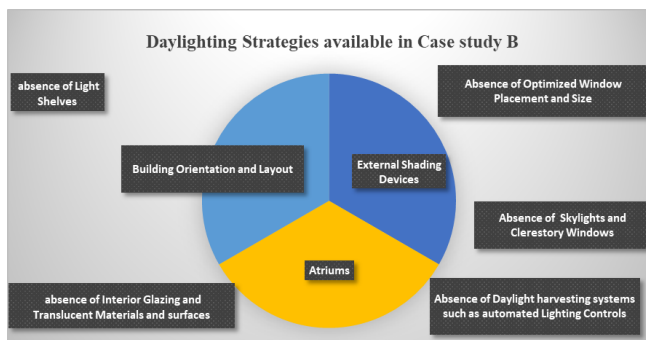 Daylighting Strategies available in Case study B
absence of Light
Shelves
Absence of Optimized Window
Placement and Size
Building Orientation and Layout
External Shading
Devices
Absence of Skylights and
Clerestory Windows
Atriums
absence of Interior Glazing and
Translucent Materials and surfaces
Absence of Daylight harvesting systems
such as automated Lighting Controls